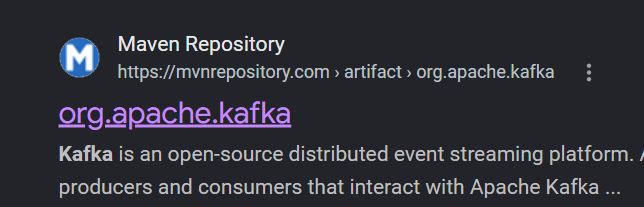 M
Maven Repository
https://mvnrepository.com › artifact › org.apache.kafka
org.apache.kafka
Kafka is an open-source distributed event streaming platform.
producers and consumers that interact with Apache Kafka ...